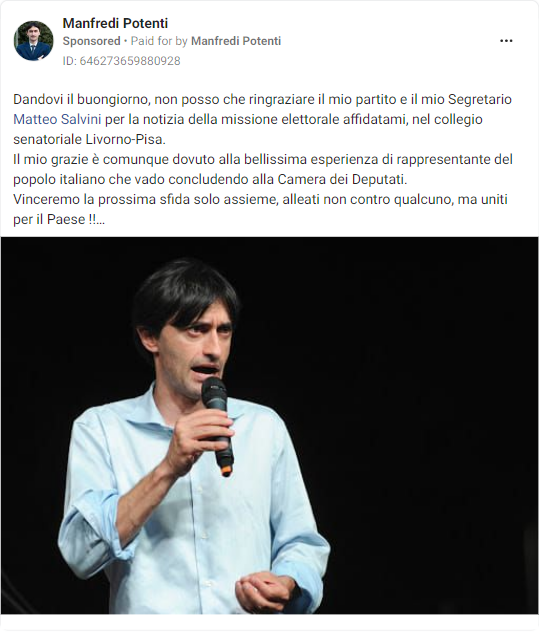 Manfredi Potenti
Sponsored • Paid for by Manfredi Potenti
ID: 646273659880928
Dandovi il buongiorno, non posso che ringraziare il mio partito e il mio Segretario
Matteo Salvini per la notizia della missione elettorale affidatami, nel collegio
senatoriale Livorno-Pisa.
Il mio grazie è comunque dovuto alla bellissima esperienza di rappresentante del
popolo italiano che vado concludendo alla Camera dei Deputati.
Vinceremo la prossima sfida solo assieme, alleati non contro qualcuno, ma uniti
per il Paese !!...